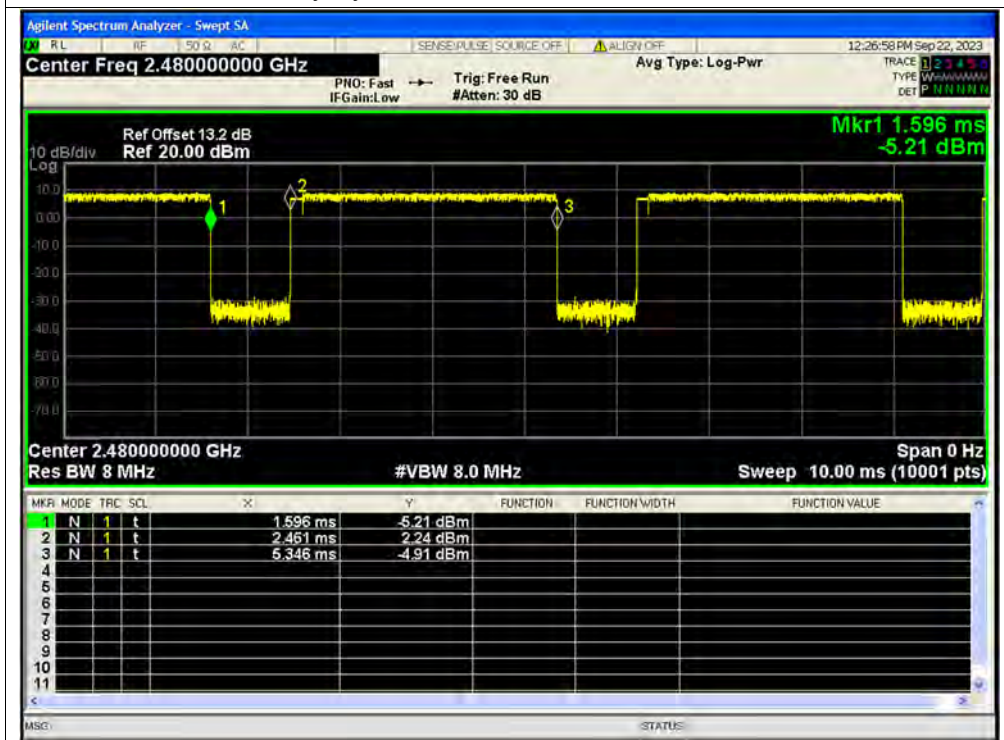 Agilent Spectrum Analyzer - Swept SA
RL RF 50 Ω AC SENSE:PULSE SOURCE OFF ALIGN OFF 12:26:58 PM Sep 22, 2023
Center Freq 2.480000000 GHz Avg Type: Log-Pwr TRACE 1 2 3 4 5 6
PNO: Fast Trig: Free Run TYPE
IFGain:Low #Atten: 30 dB DET P N N N N N
Mkr1 1.596 ms
Ref Offset 13.2 dB
10 dB/div Ref 20.00 dBm -5.21 dBm
Log
10.0
0.00
-10.0
-20.0
-30.0
-40.0
-50.0
-60.0
-70.0
1
2
3
Center 2.480000000 GHz Span 0 Hz
Res BW 8 MHz #VBW 8.0 MHz Sweep 10.00 ms (10001 pts)
MKR MODE TRC SCL X Y FUNCTION FUNCTION WIDTH FUNCTION VALUE
1 N 1 t 1.596 ms -5.21 dBm
2 N 1 t 2.461 ms 2.24 dBm
3 N 1 t 5.346 ms -4.91 dBm
4
5
6
7
8
9
10
11
MSG STATUS